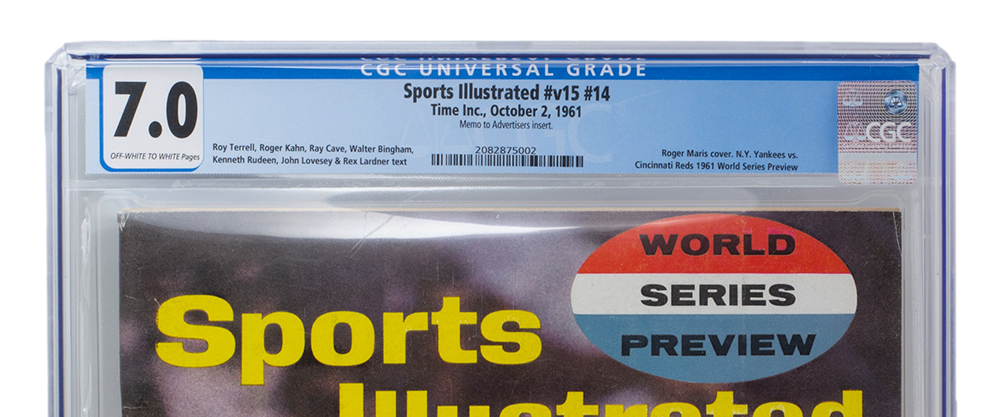 CGC UNIVERSAL GRADE
7.0
OFF-WHITE TO WHITE Pages
Sports Illustrated #v15 #14
Time Inc., October 2, 1961
Memo to Advertisers insert.
Roy Terrell, Roger Kahn, Ray Cave, Walter Bingham,
Kenneth Rudeen, John Lovesey & Rex Lardner text
2082875002
Roger Maris cover. N.Y. Yankees vs.
Cincinnati Reds 1961 World Series Preview
CGC
WORLD
SERIES
PREVIEW
Sports
Illustrated